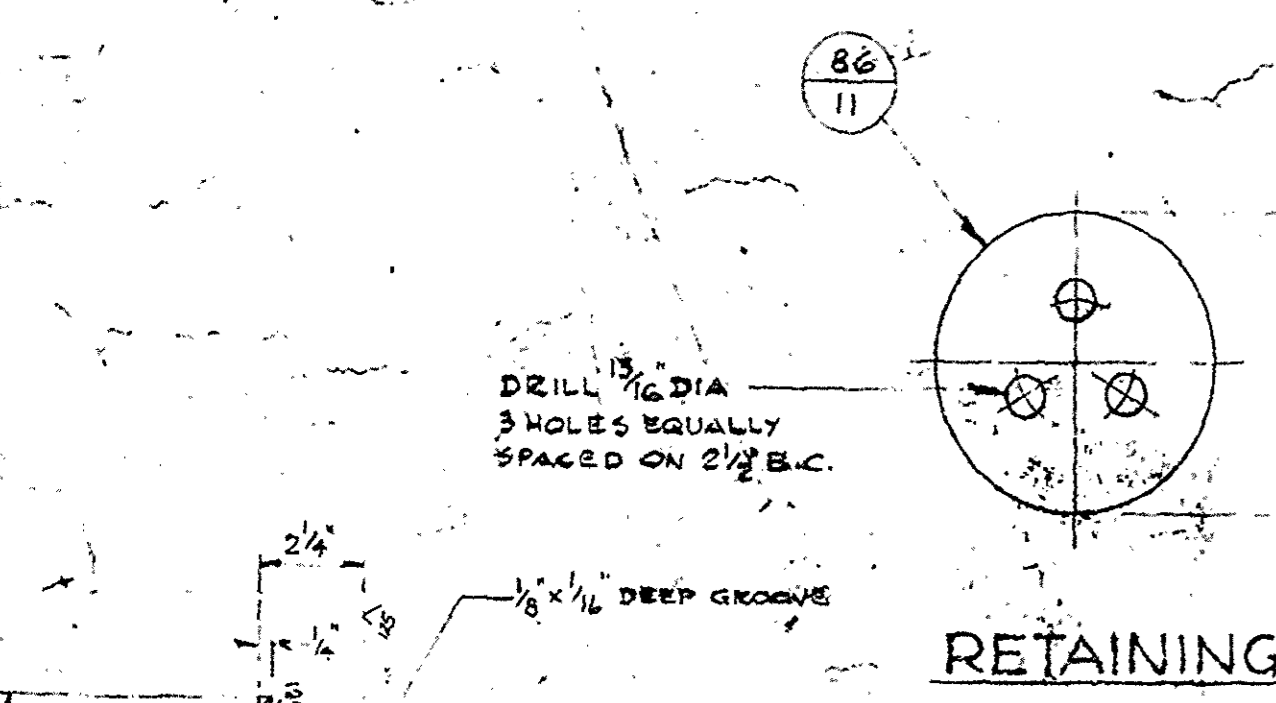 86
11
DRILL 13/16" DIA
3 HOLES EQUALLY
SPACED ON 2 1/2" B.C.
2 1/4"
1/8" x 1/16" DEEP GROOVE
125
1/4"
RETAINING